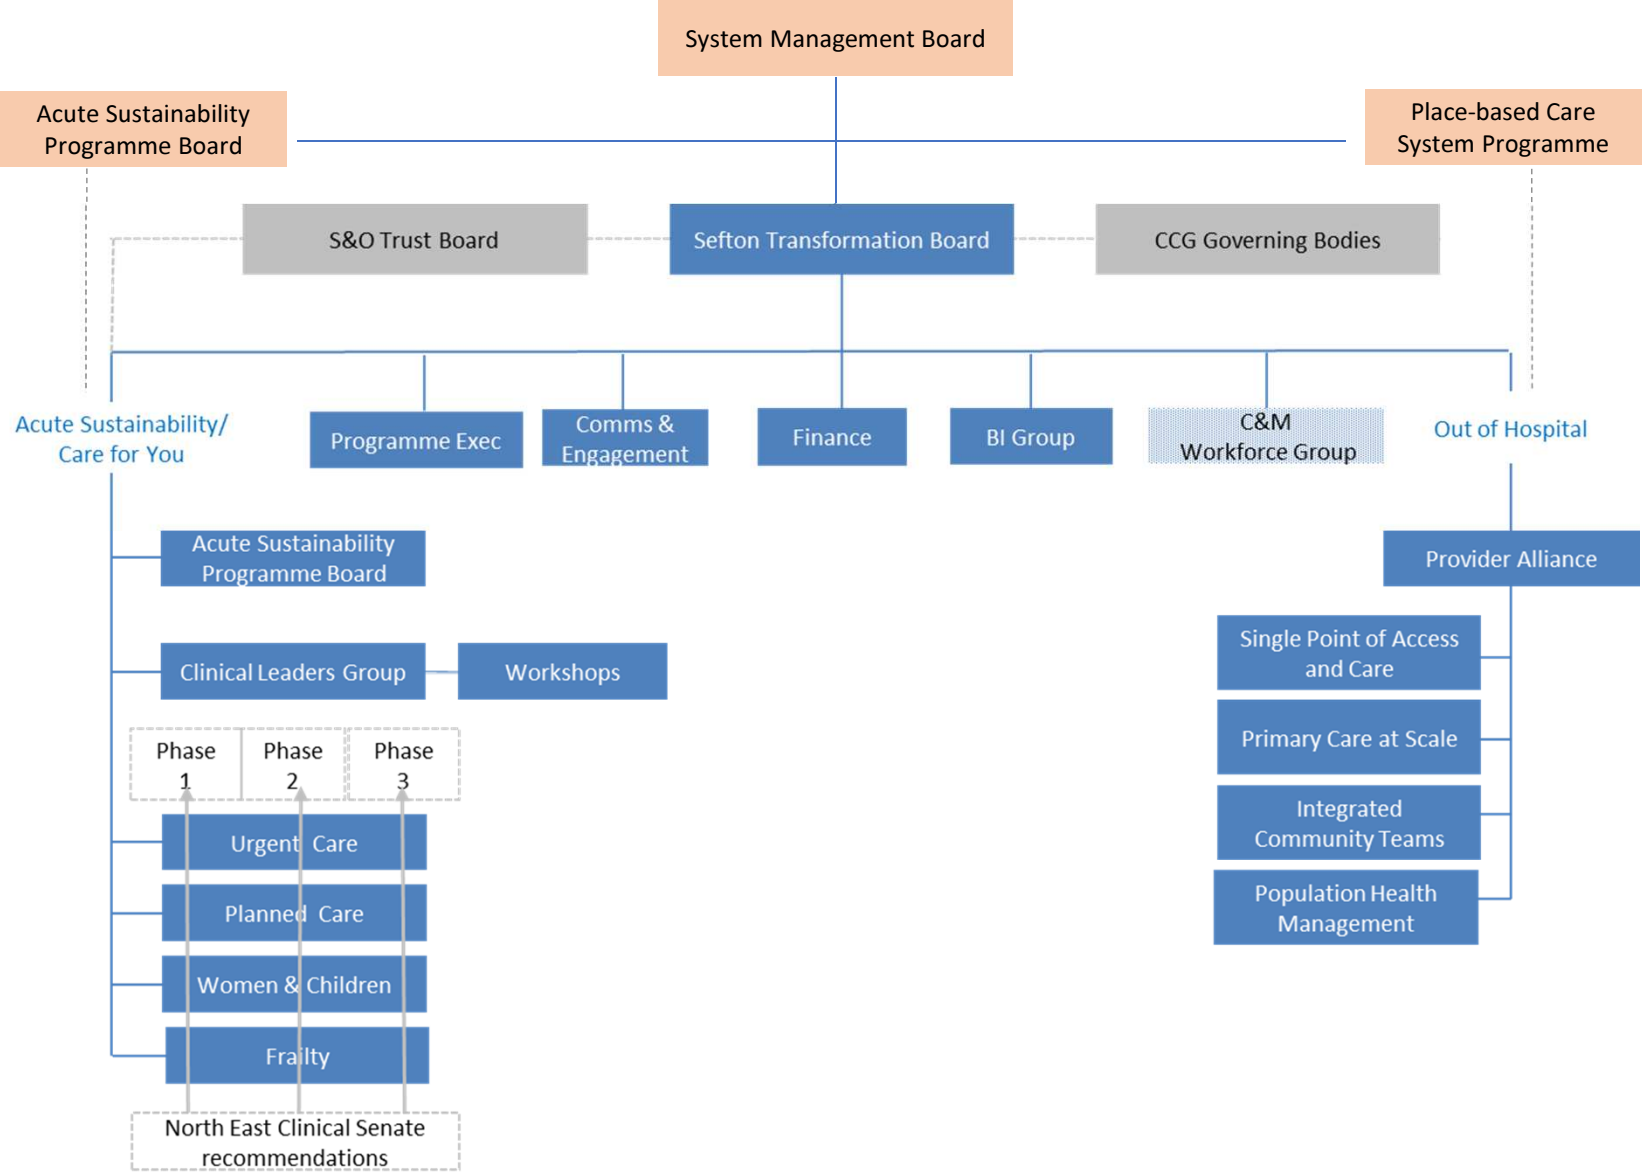 System Management Board
Acute Sustainability
Programme Board
Place-based Care
System Programme
S&O Trust Board
Sefton Transformation Board
CCG Governing Bodies
Acute Sustainability/
Care for You
Programme Exec
Comms &
Engagement
Finance
BI Group
C&M
Workforce Group
Out of Hospital
Acute Sustainability
Programme Board
Provider Alliance
Clinical Leaders Group
Workshops
Single Point of Access
and Care
Primary Care at Scale
Integrated
Community Teams
Population Health
Management
Phase
1
Phase
2
Phase
3
Urgent Care
Planned Care
Women & Children
Frailty
North East Clinical Senate
recommendations